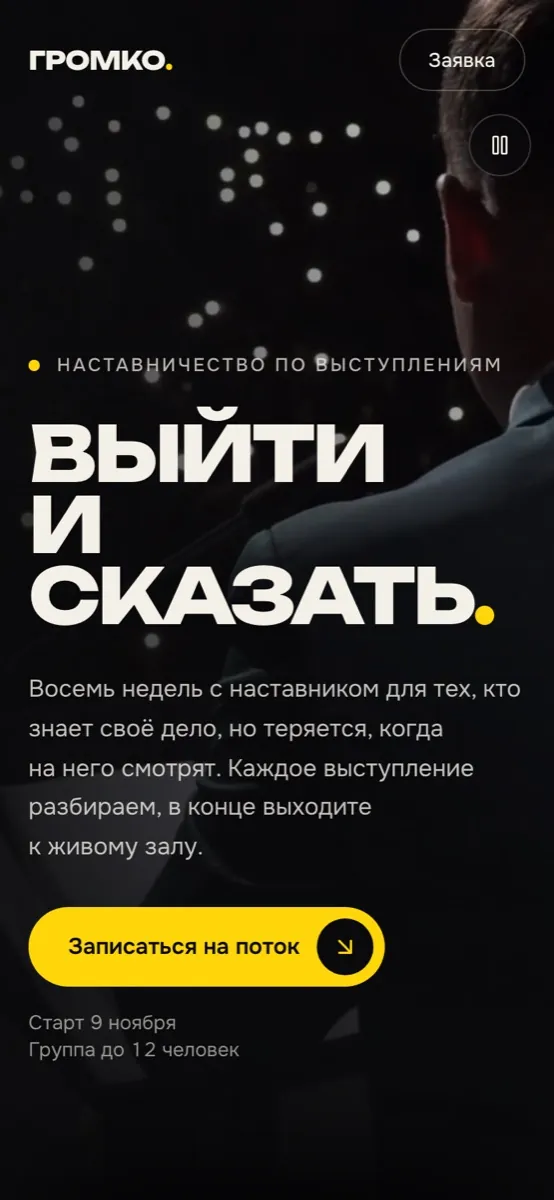 ГРОМКО.
Заявка
НАСТАВНИЧЕСТВО ПО ВЫСТУПЛЕНИЯМ
ВЫЙТИ
И
СКАЗАТЬ.
Восемь недель с наставником для тех, кто
знает своё дело, но теряется, когда
на него смотрят. Каждое выступление
разбираем, в конце выходите
к живому залу.
Записаться на поток
Старт 9 ноября
Группа до 12 человек